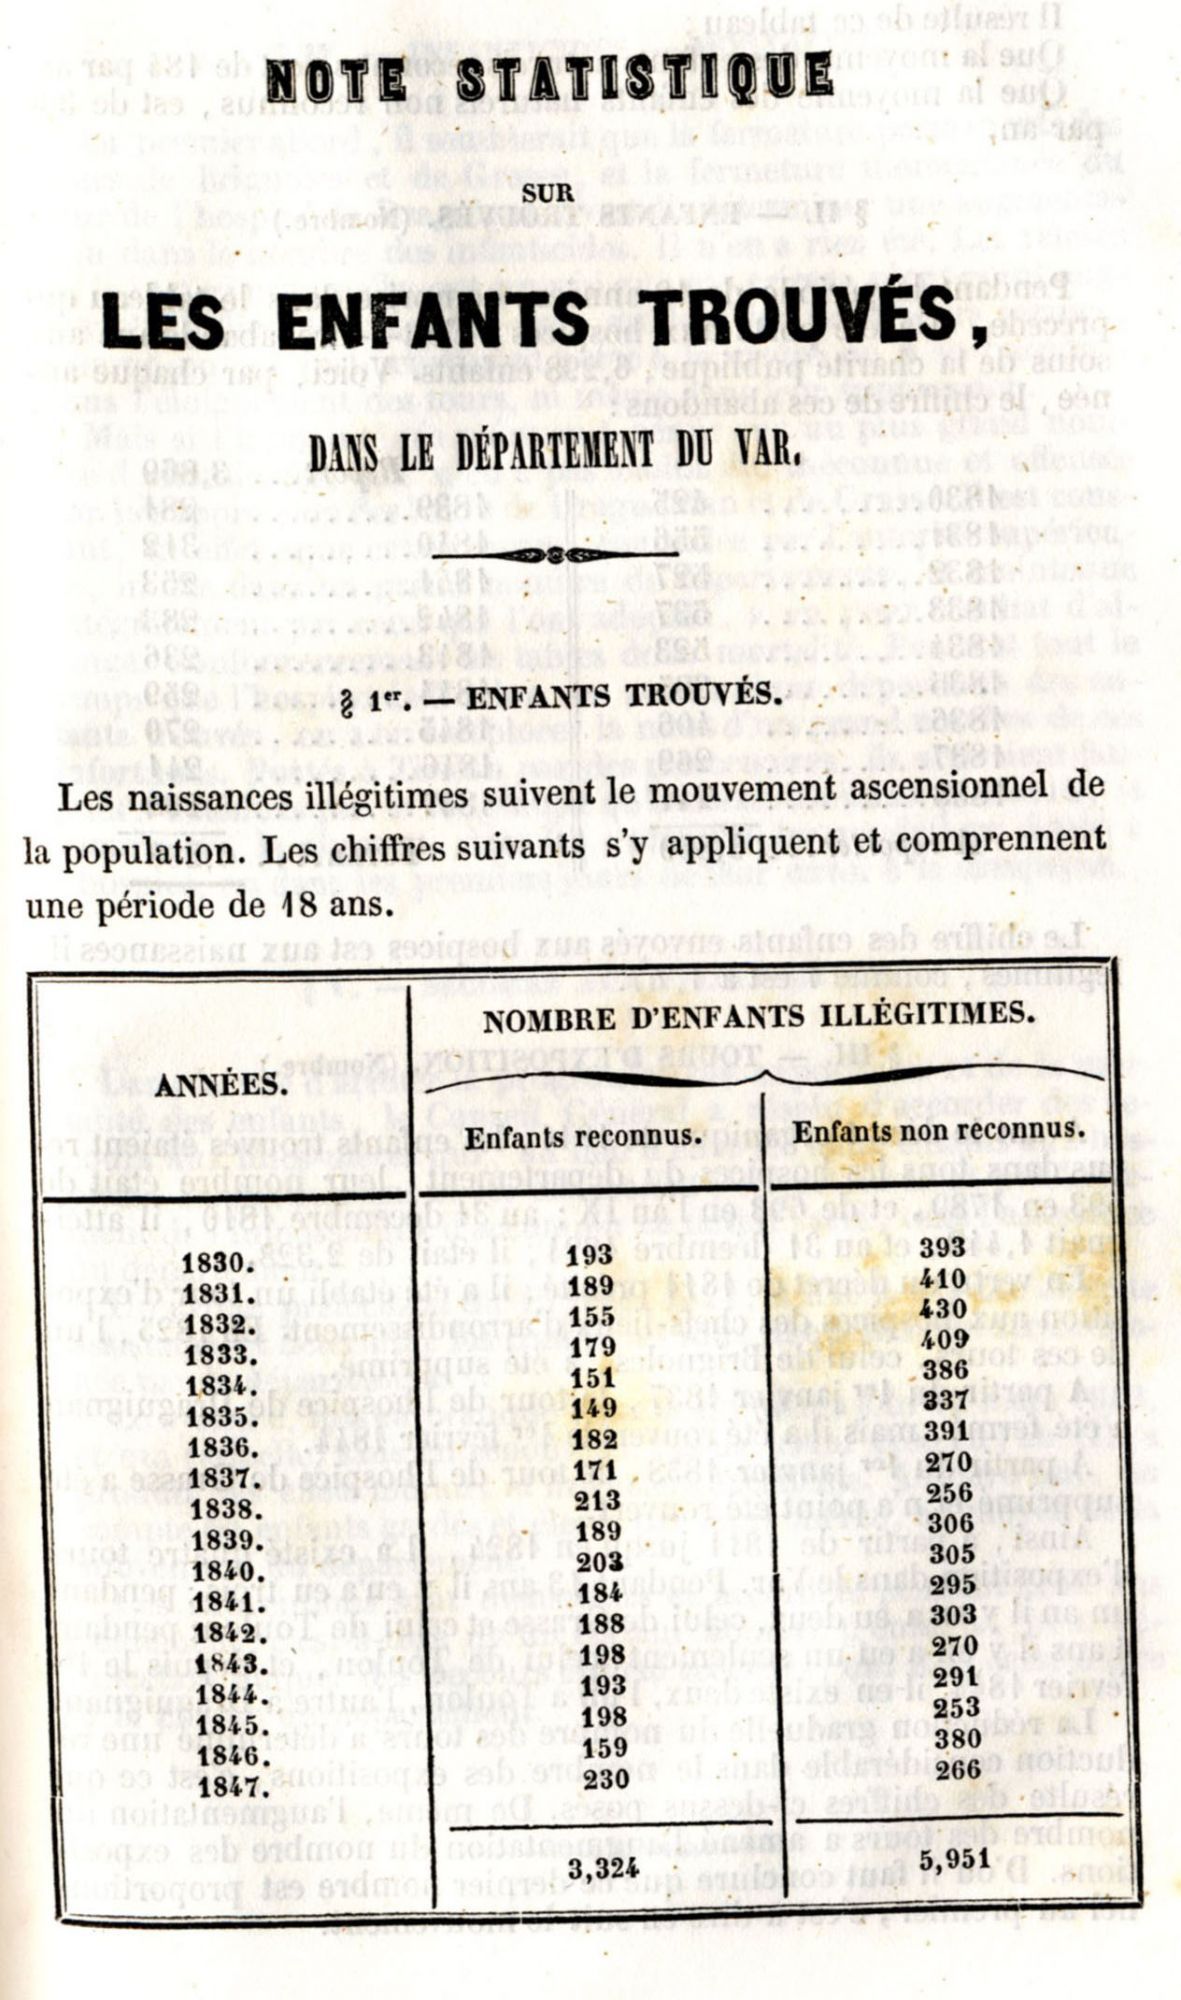 NOTE STATISTIQUE
SUR
LES ENFANTS TROUVÉS,
DANS LE DÉPARTEMENT DU VAR.
§ 1er. — ENFANTS TROUVÉS.
Les naissances illégitimes suivent le mouvement ascensionnel de
la population. Les chiffres suivants s'y appliquent et comprennent
une période de 18 ans.
ANNÉES.
NOMBRE D'ENFANTS ILLÉGITIMES.
Enfants reconnus. Enfants non reconnus.
1830. 193 393
1831. 189 410
1832. 155 430
1833. 179 409
1834. 151 386
1835. 149 337
1836. 182 391
1837. 171 270
1838. 213 256
1839. 189 306
1840. 203 305
1841. 184 295
1842. 188 303
1843. 198 270
1844. 193 291
1845. 198 253
1846. 159 380
1847. 230 266
3,324 5,951